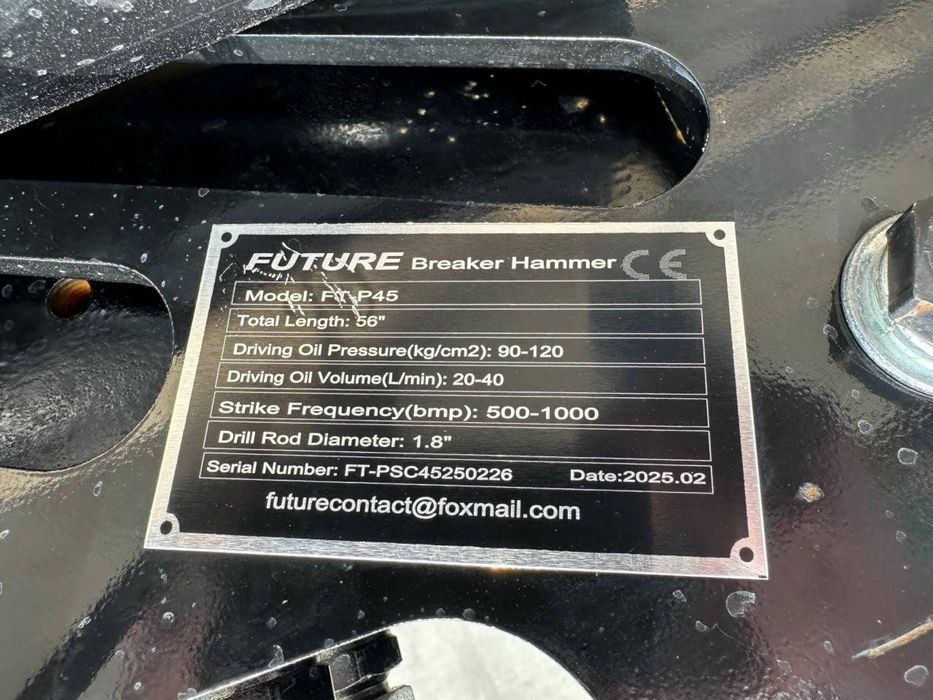 FUTURE Breaker Hammer CE
Model: FT-P45
Total Length: 56"
Driving Oil Pressure(kg/cm2): 90-120
Driving Oil Volume(L/min): 20-40
Strike Frequency(bmp): 500-1000
Drill Rod Diameter: 1.8"
Serial Number: FT-PSC45250226 Date:2025.02
futurecontact@foxmail.com